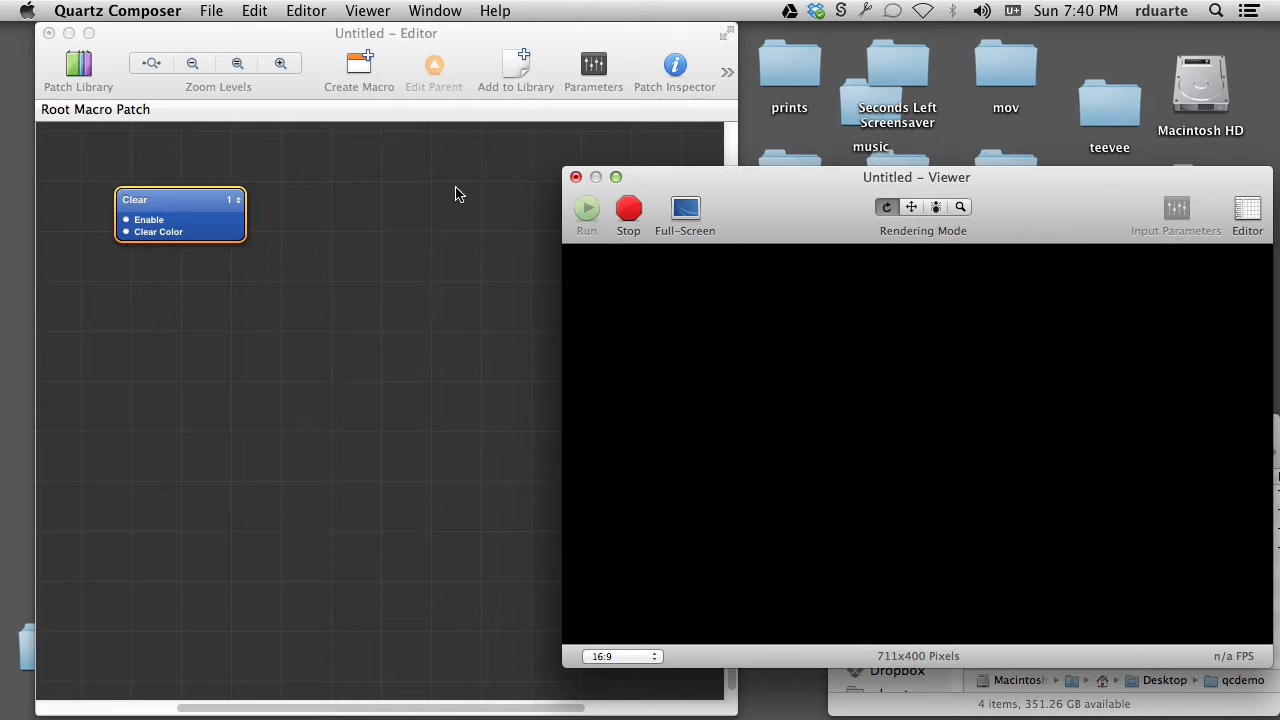 Quartz Composer File Edit Editor Viewer Window Help
Sun 7:40 PM rduarte
Untitled – Editor
Patch Library
Zoom Levels
Create Macro
Edit Parent
Add to Library
Parameters
Patch Inspector
Root Macro Patch
Clear 1
Enable
Clear Color
prints
Seconds Left
Screensaver
mov
music
teevee
Macintosh HD
Untitled – Viewer
Run
Stop
Full-Screen
Rendering Mode
Input Parameters
Editor
16:9
711x400 Pixels
n/a FPS
Dropbox
Macintosh
Desktop
qcdemo
4 items, 351.26 GB available